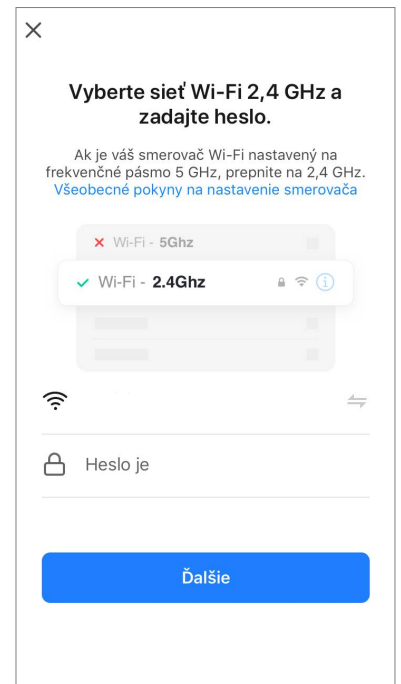 Vyberte sieť Wi-Fi 2,4 GHz a
zadajte heslo.
Ak je váš smerovač Wi-Fi nastavený na
frekvenčné pásmo 5 GHz, prepnite na 2,4 GHz.
Všeobecné pokyny na nastavenie smerovača
Wi-Fi - 5Ghz
Wi-Fi - 2.4Ghz
Heslo je
Ďalšie